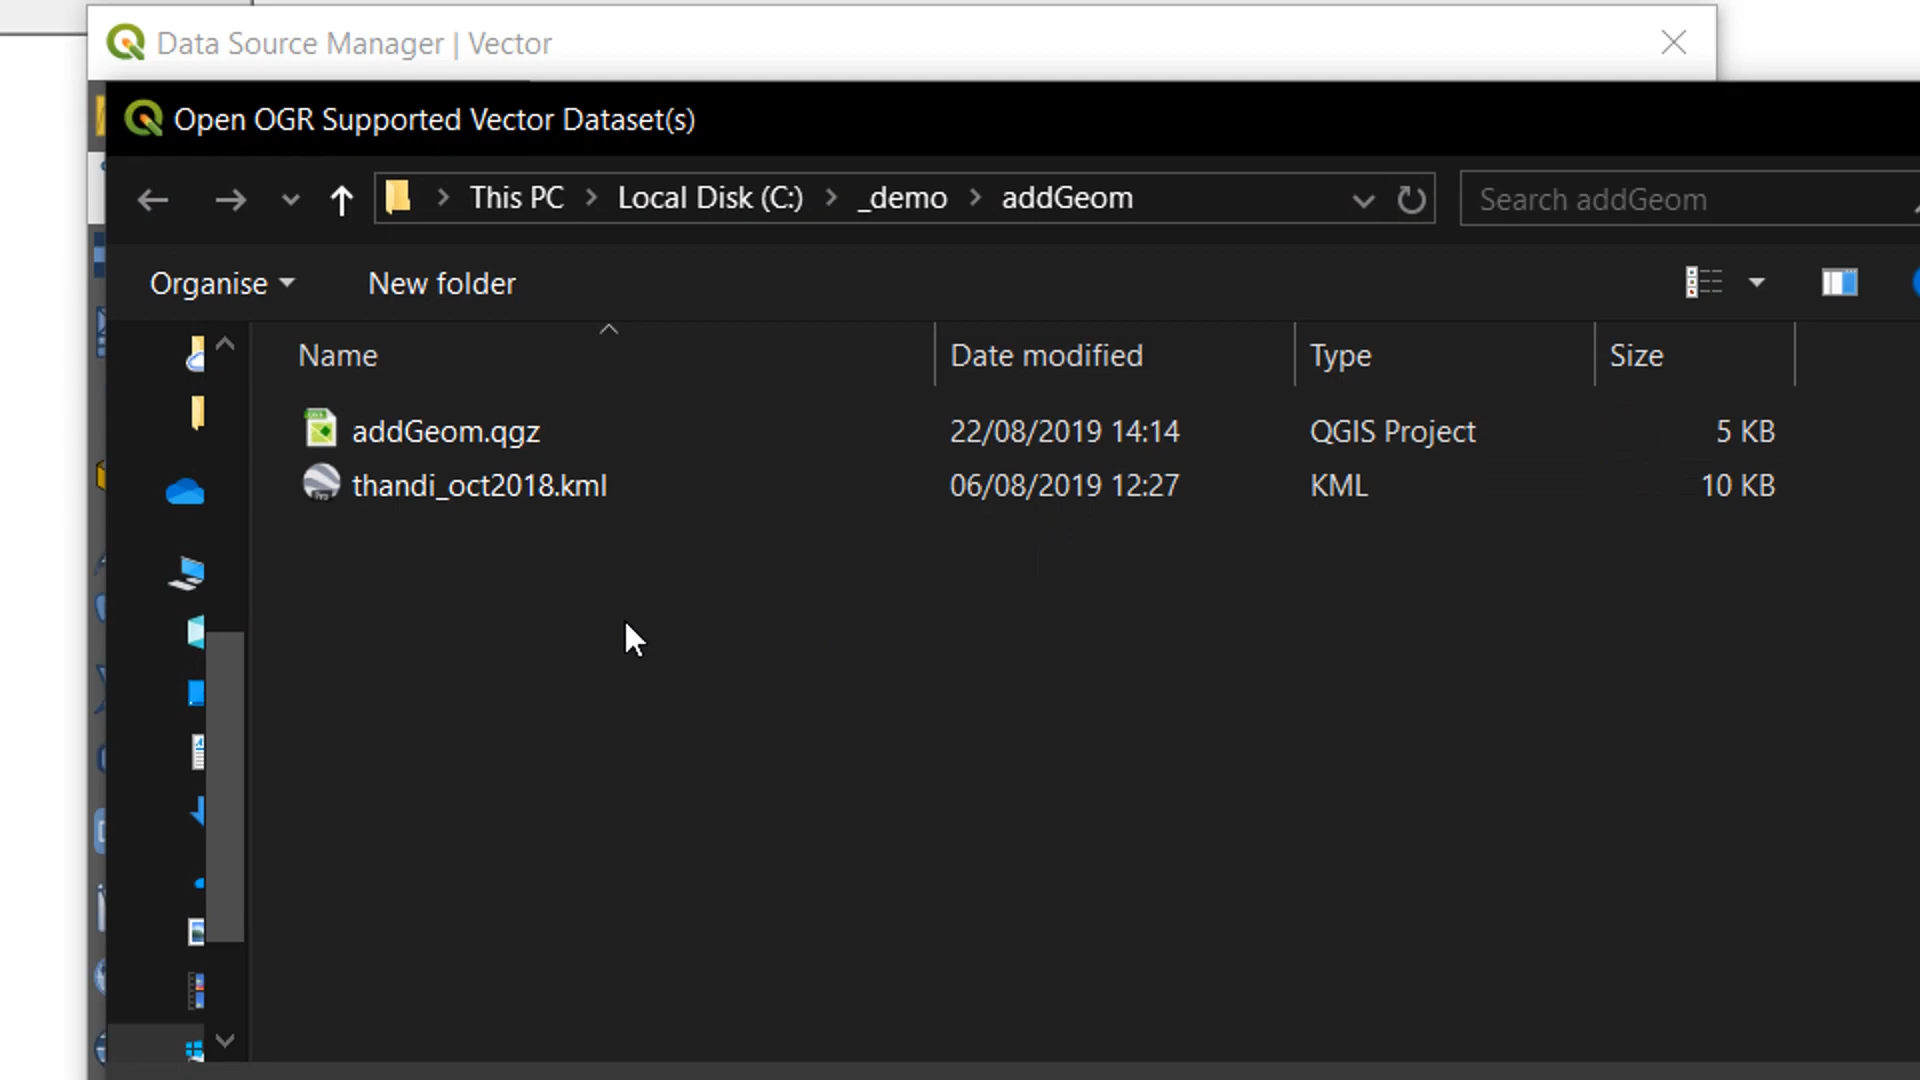 Data Source Manager | Vector
Open OGR Supported Vector Dataset(s)
This PC > Local Disk (C:) > _demo > addGeom
Search addGeom
Organise New folder
Name Date modified Type Size
addGeom.qgz 22/08/2019 14:14 QGIS Project 5 KB
thandi_oct2018.kml 06/08/2019 12:27 KML 10 KB